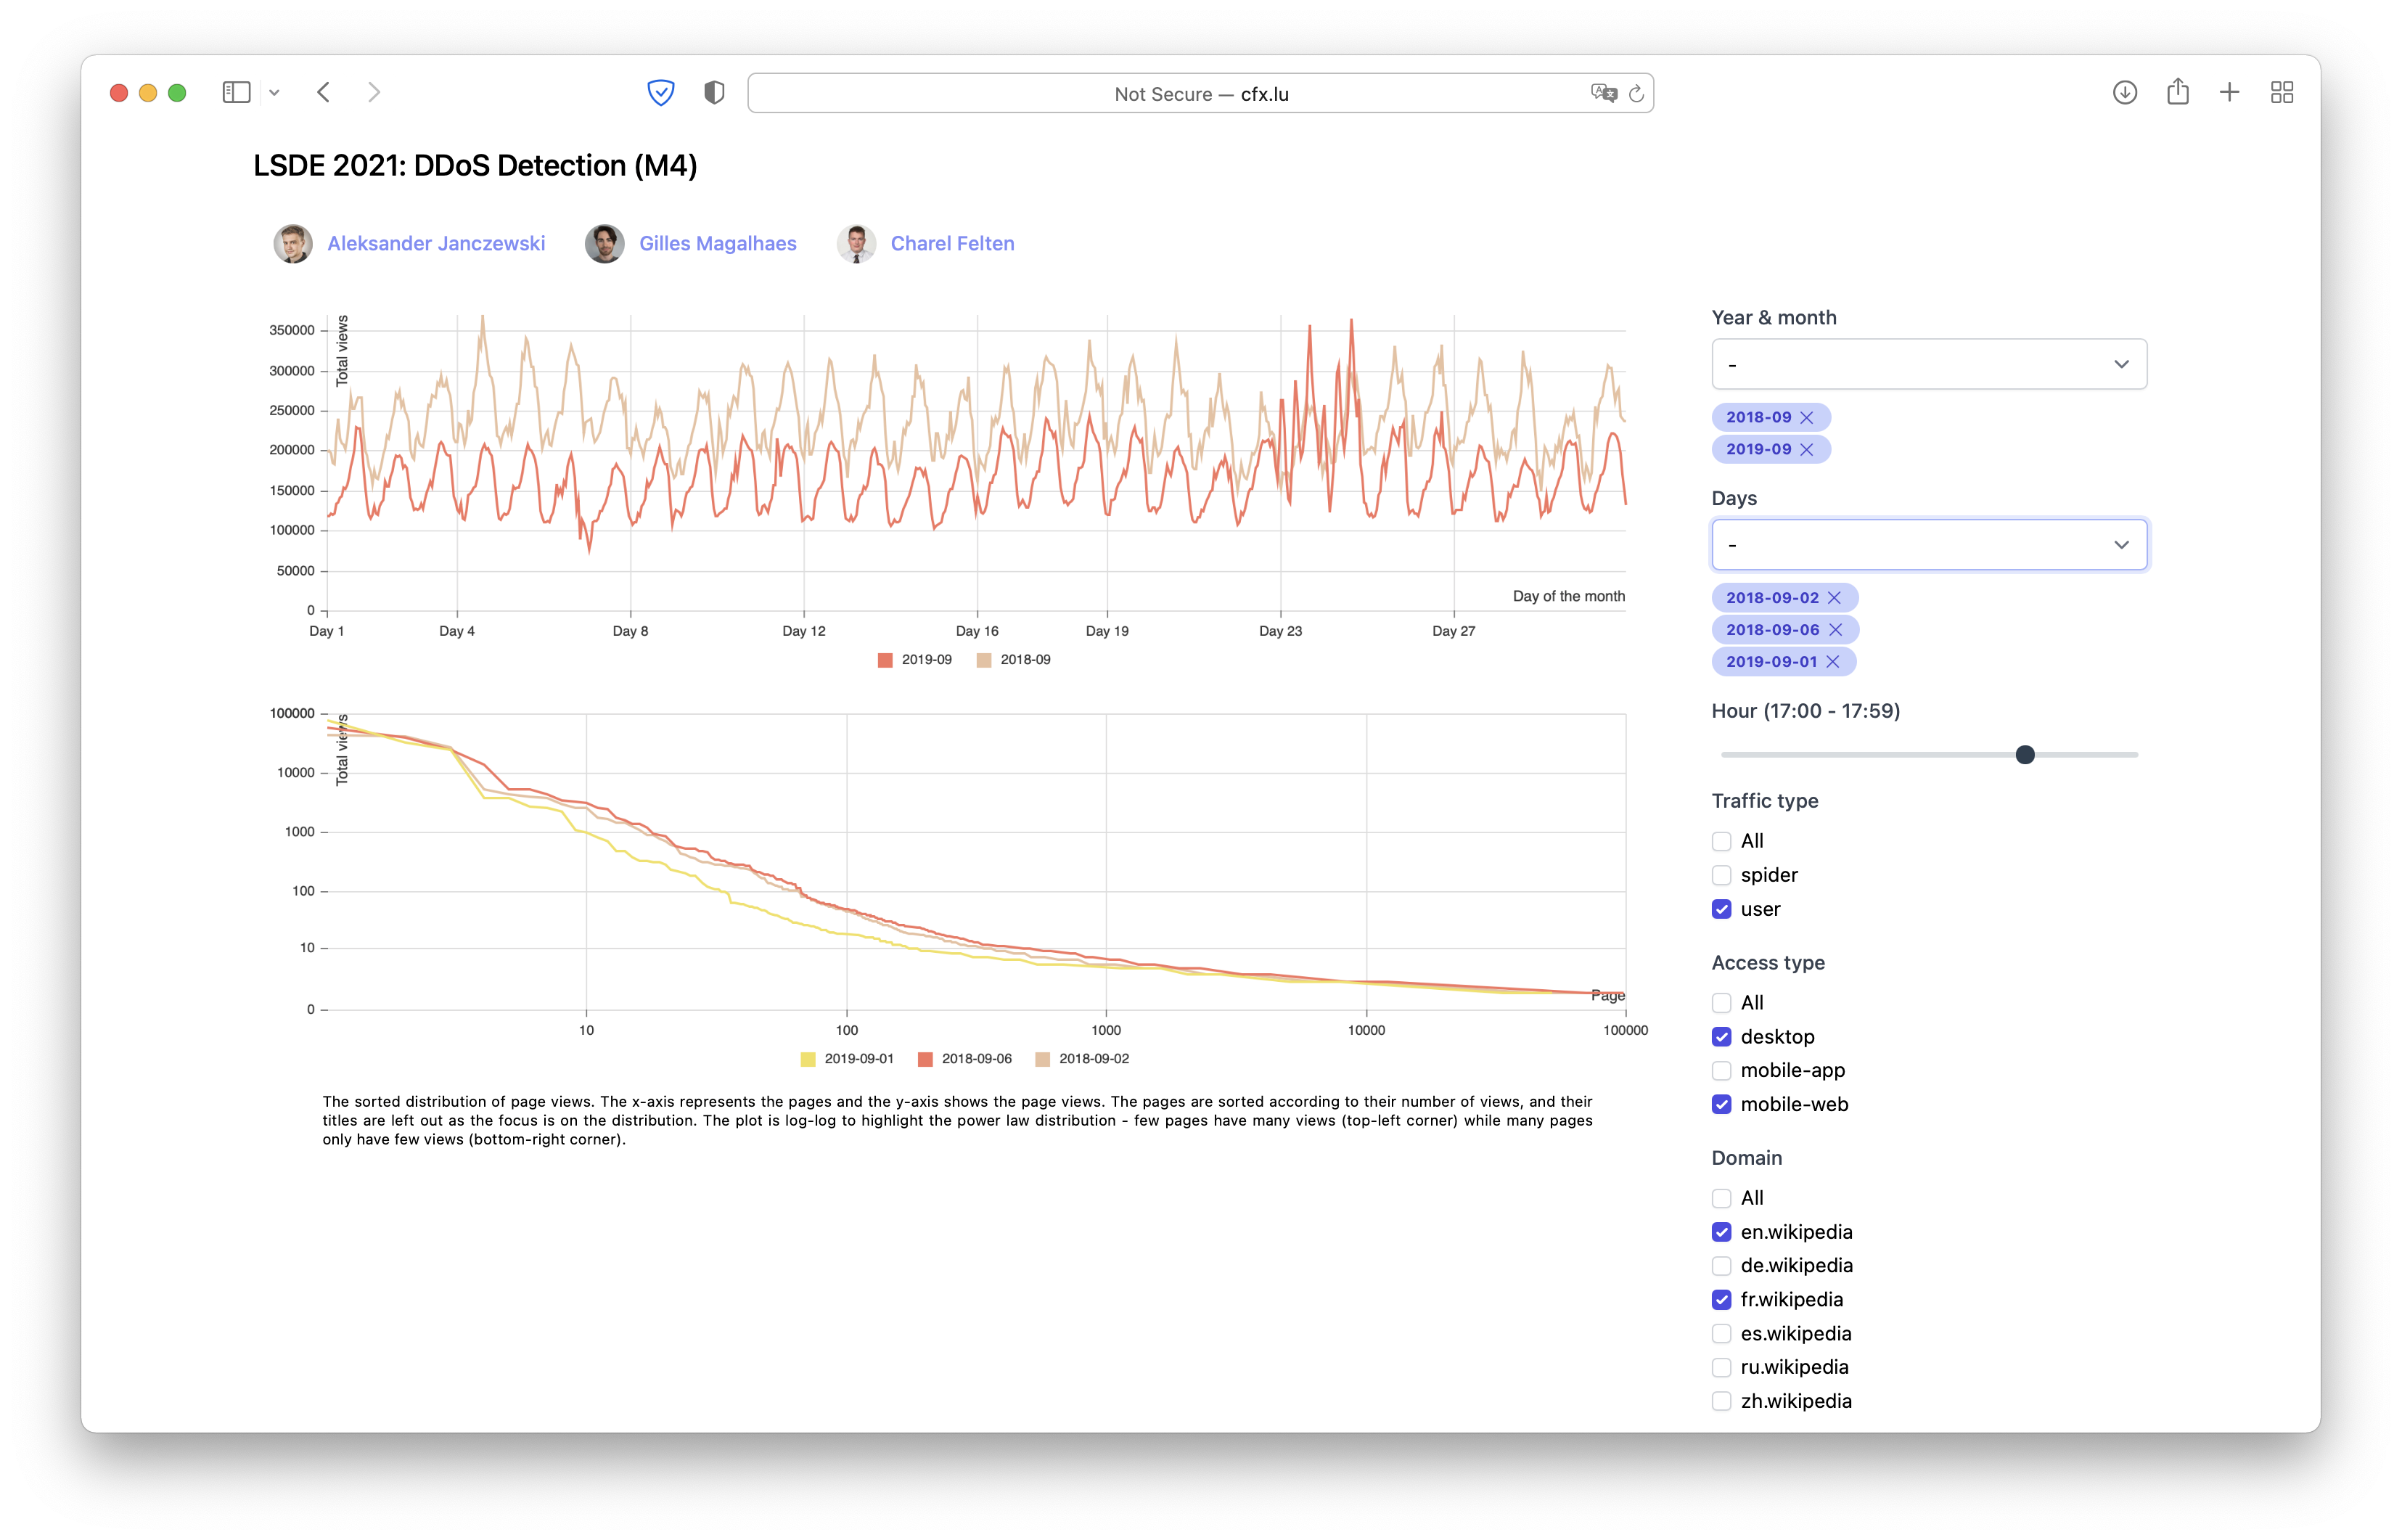 Not Secure — cfx.lu
LSDE 2021: DDoS Detection (M4)
Aleksander Janczewski
Gilles Magalhaes
Charel Felten
Total views
350000
300000
250000
200000
150000
100000
50000
0
Day of the month
Day 1
Day 4
Day 8
Day 12
Day 16
Day 19
Day 23
Day 27
2019-09
2018-09
Total views
100000
10000
1000
100
10
0
Page
10
100
1000
10000
100000
2019-09-01
2018-09-06
2018-09-02
The sorted distribution of page views. The x-axis represents the pages and the y-axis shows the page views. The pages are sorted according to their number of views, and their
titles are left out as the focus is on the distribution. The plot is log-log to highlight the power law distribution - few pages have many views (top-left corner) while many pages
only have few views (bottom-right corner).
Year & month
-
2018-09
2019-09
Days
-
2018-09-02
2018-09-06
2019-09-01
Hour (17:00 - 17:59)
Traffic type
All
spider
user
Access type
All
desktop
mobile-app
mobile-web
Domain
All
en.wikipedia
de.wikipedia
fr.wikipedia
es.wikipedia
ru.wikipedia
zh.wikipedia